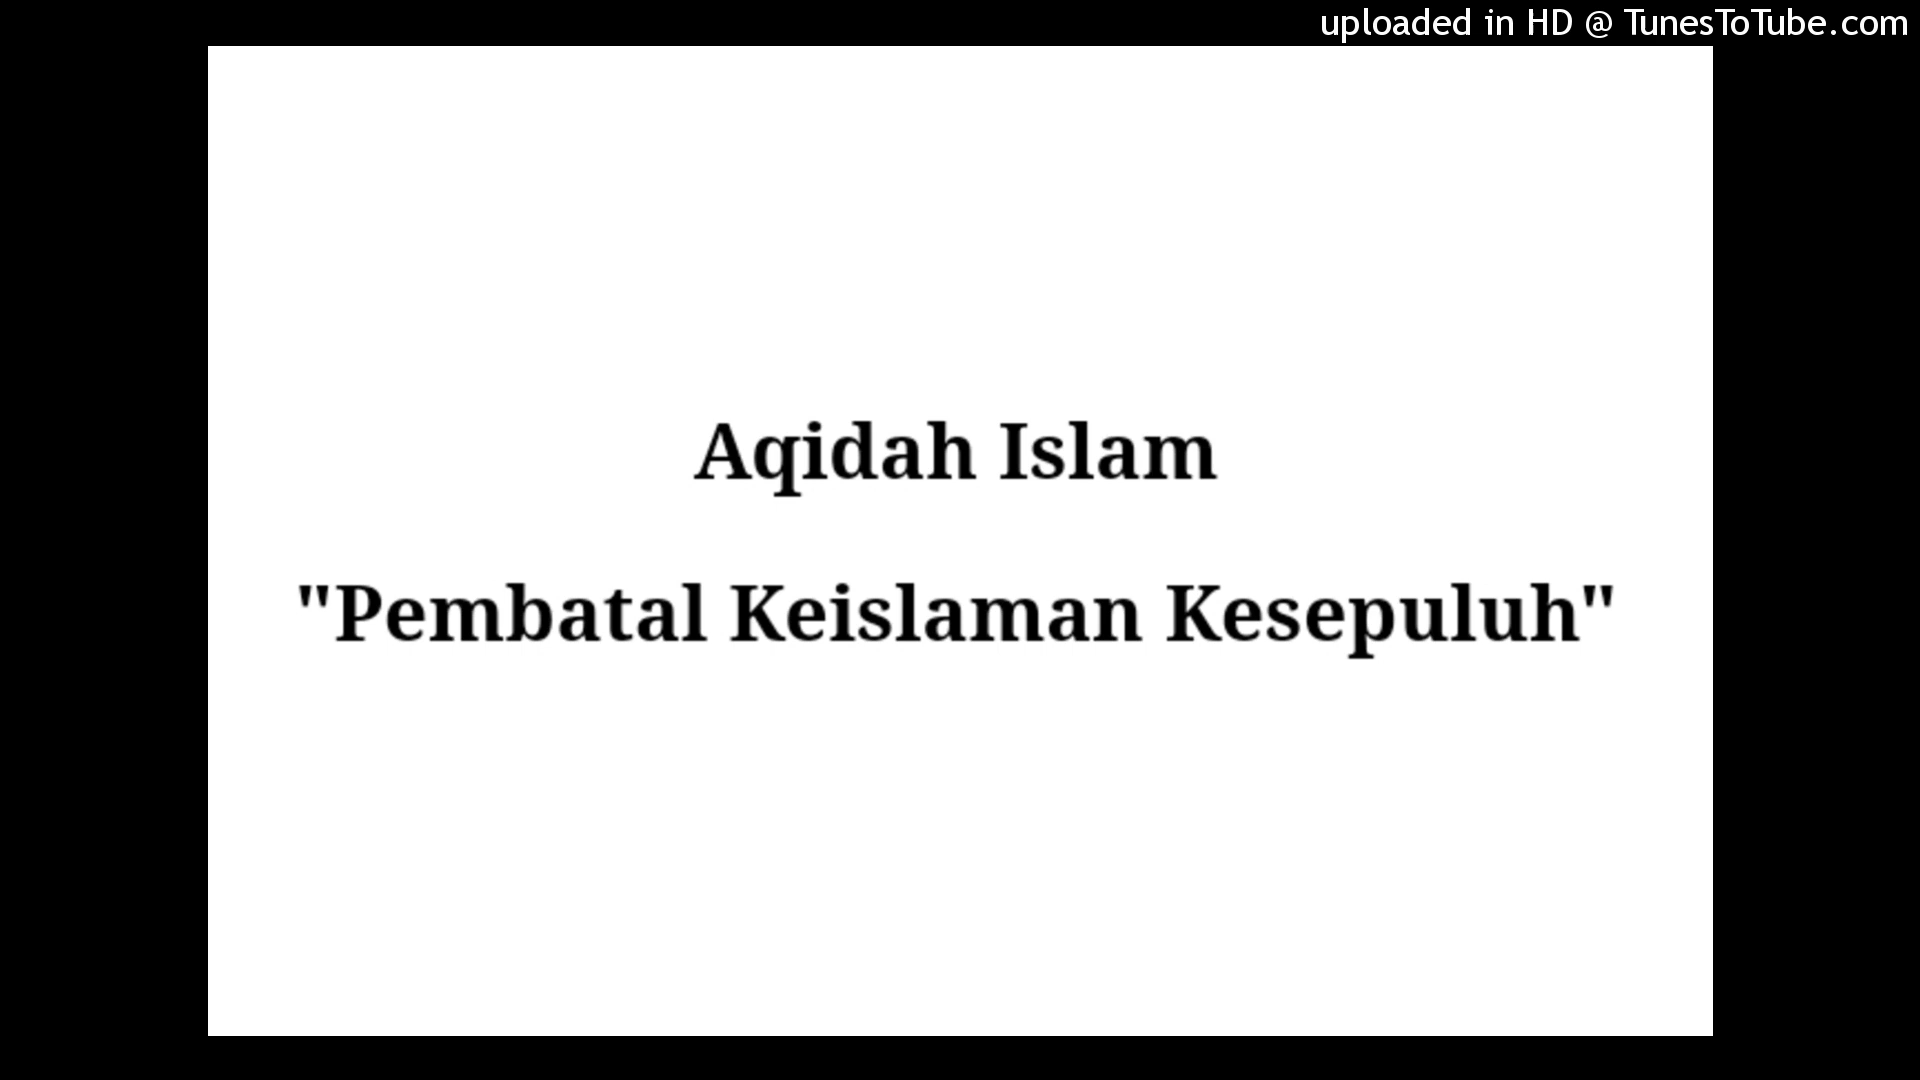 uploaded in HD @ TunesToTube.com
Aqidah Islam
"Pembatal Keislaman Kesepuluh"